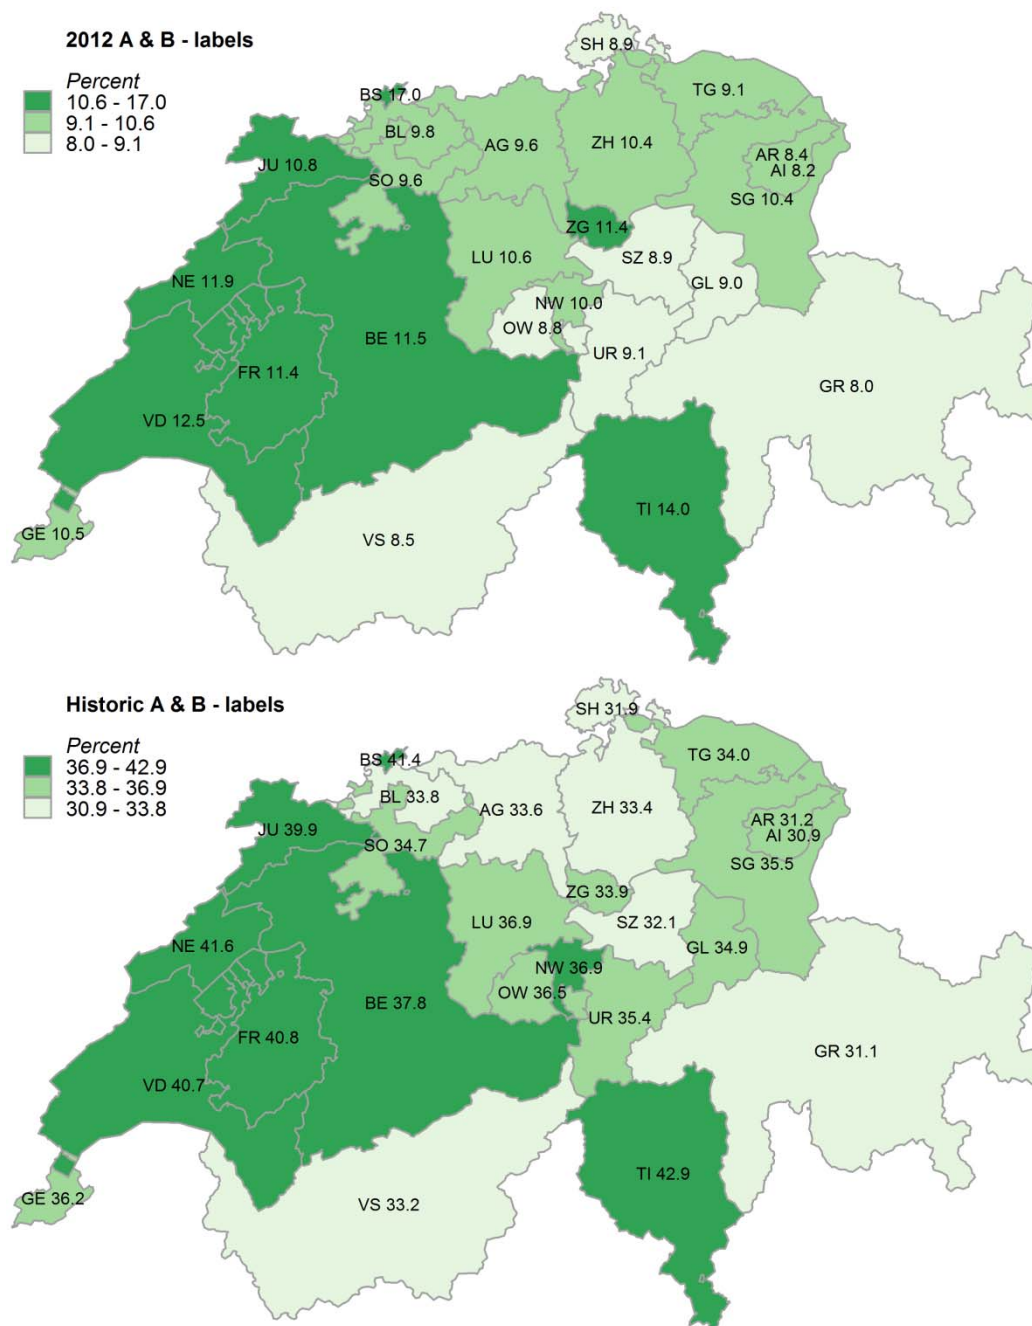 2012 A & B - labels
Percent
10.6 - 17.0
9.1 - 10.6
8.0 - 9.1
SH 8.9
BS 17.0
TG 9.1
BL 9.8
AG 9.6
ZH 10.4
AR 8.4
JU 10.8
AI 8.2
SO 9.6
SG 10.4
ZG 11.4
LU 10.6
SZ 8.9
NE 11.9
GL 9.0
NW 10.0
OW 8.8
BE 11.5
UR 9.1
FR 11.4
GR 8.0
VD 12.5
TI 14.0
GE 10.5
VS 8.5
Historic A & B - labels
Percent
36.9 - 42.9
33.8 - 36.9
30.9 - 33.8
SH 31.9
BS 41.4
TG 34.0
BL 33.8
AG 33.6
ZH 33.4
AR 31.2
JU 39.9
AI 30.9
SO 34.7
SG 35.5
ZG 33.9
LU 36.9
SZ 32.1
NE 41.6
GL 34.9
NW 36.9
OW 36.5
BE 37.8
UR 35.4
FR 40.8
GR 31.1
VD 40.7
TI 42.9
GE 36.2
VS 33.2